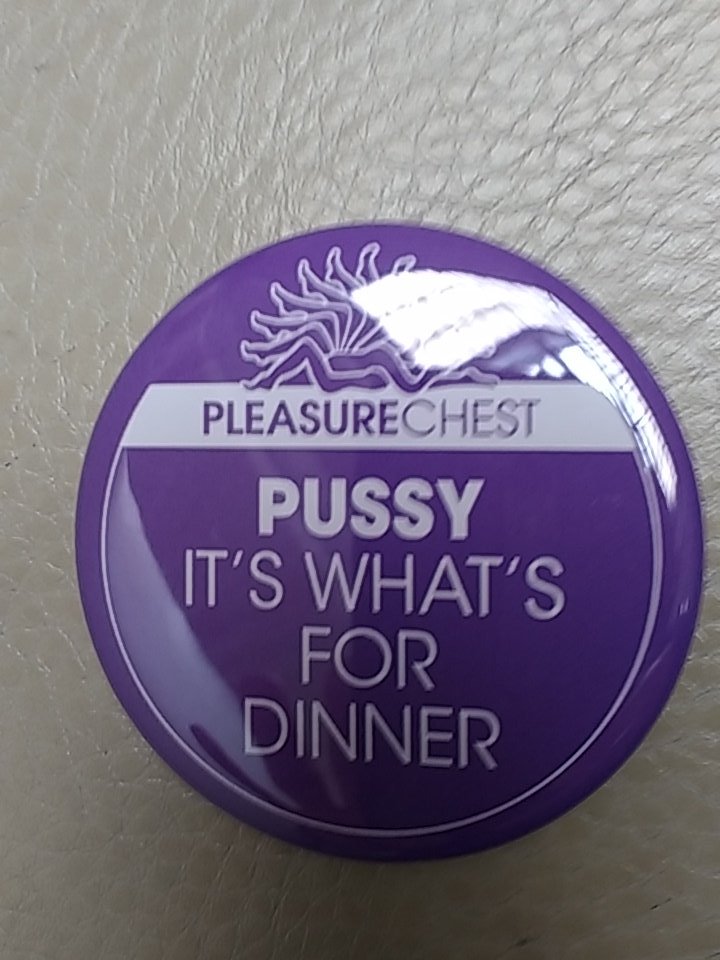 PLEASURECHEST
PUSSY
IT'S WHAT'S
FOR
DINNER